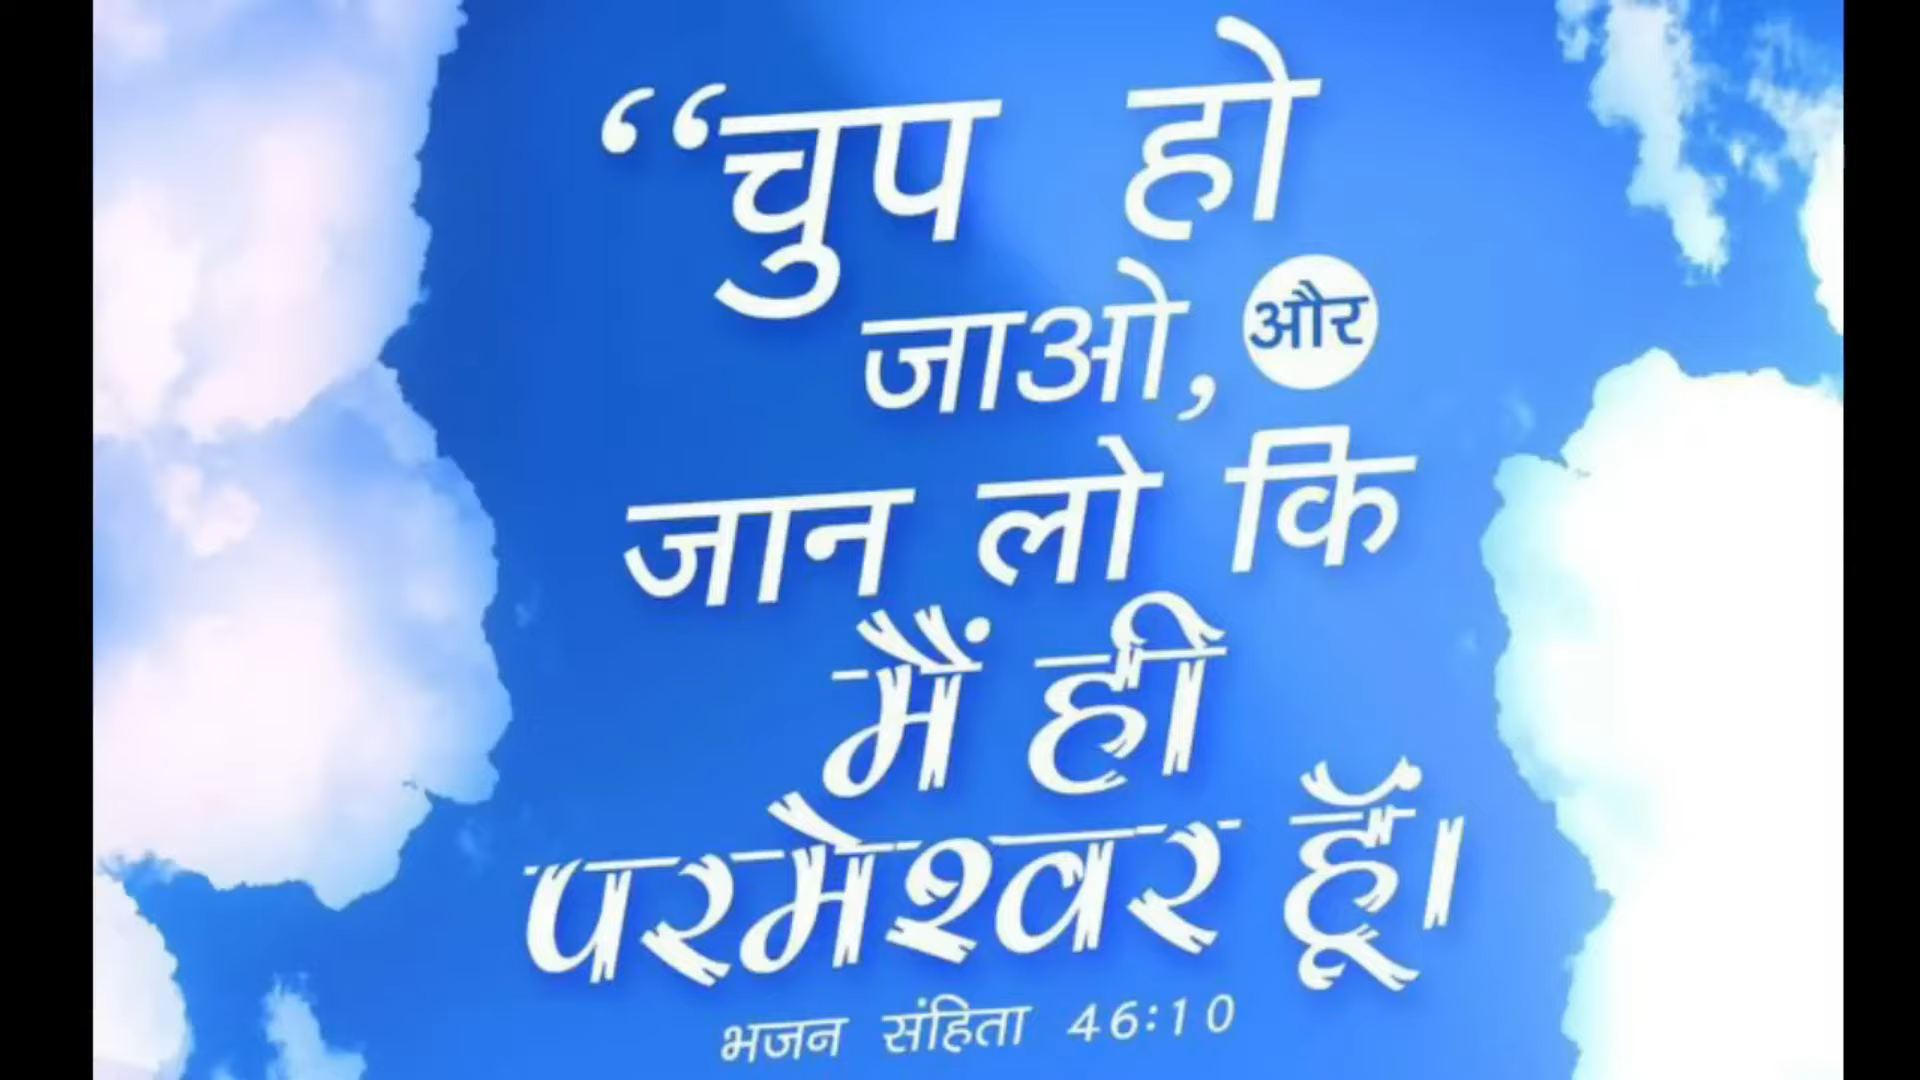 “चुप हो
जाओ, और
जान लो कि
मैं ही
परमेश्वर हूँ।
भजन संहिता 46:10